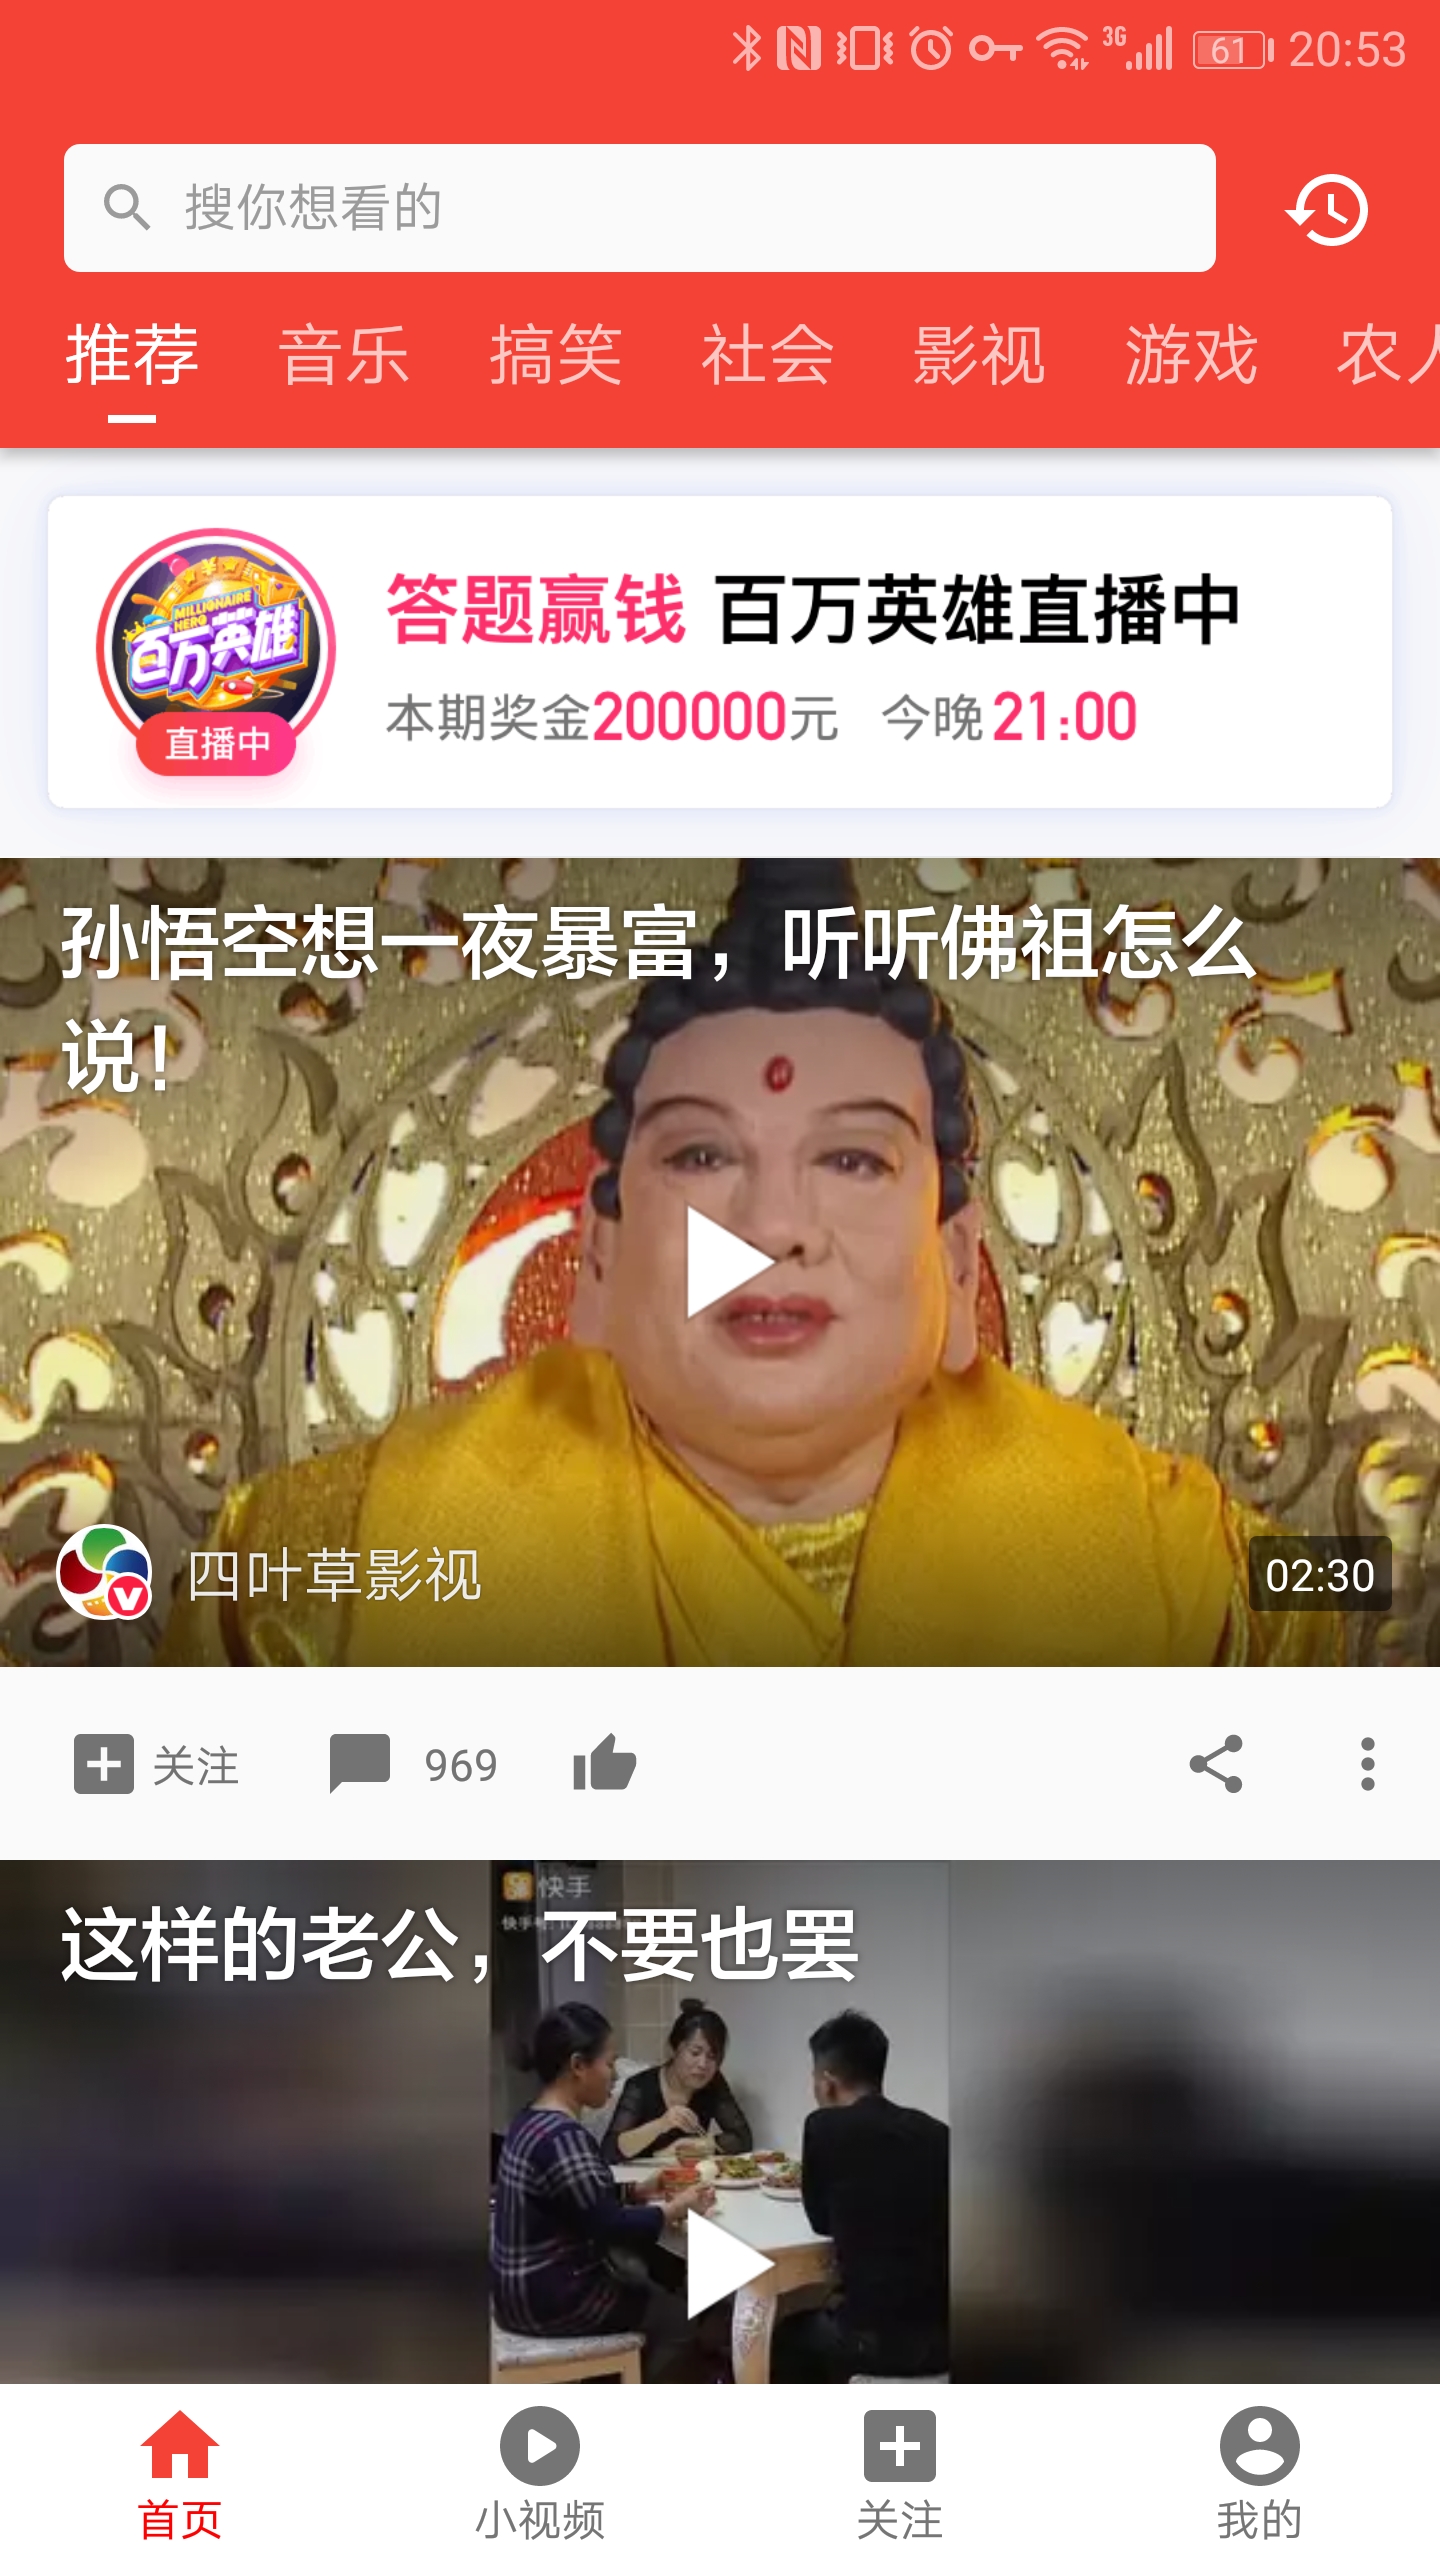 3G
61
20:53
搜你想看的
推荐 音乐 搞笑 社会 影视 游戏 农人
MILLIONAIRE
HERO
百万英雄
直播中
答题赢钱 百万英雄直播中
本期奖金200000元 今晚21:00
孙悟空想一夜暴富，听听佛祖怎么
说！
四叶草影视
02:30
关注
969
快手
这样的老公，不要也罢
首页 小视频 关注 我的